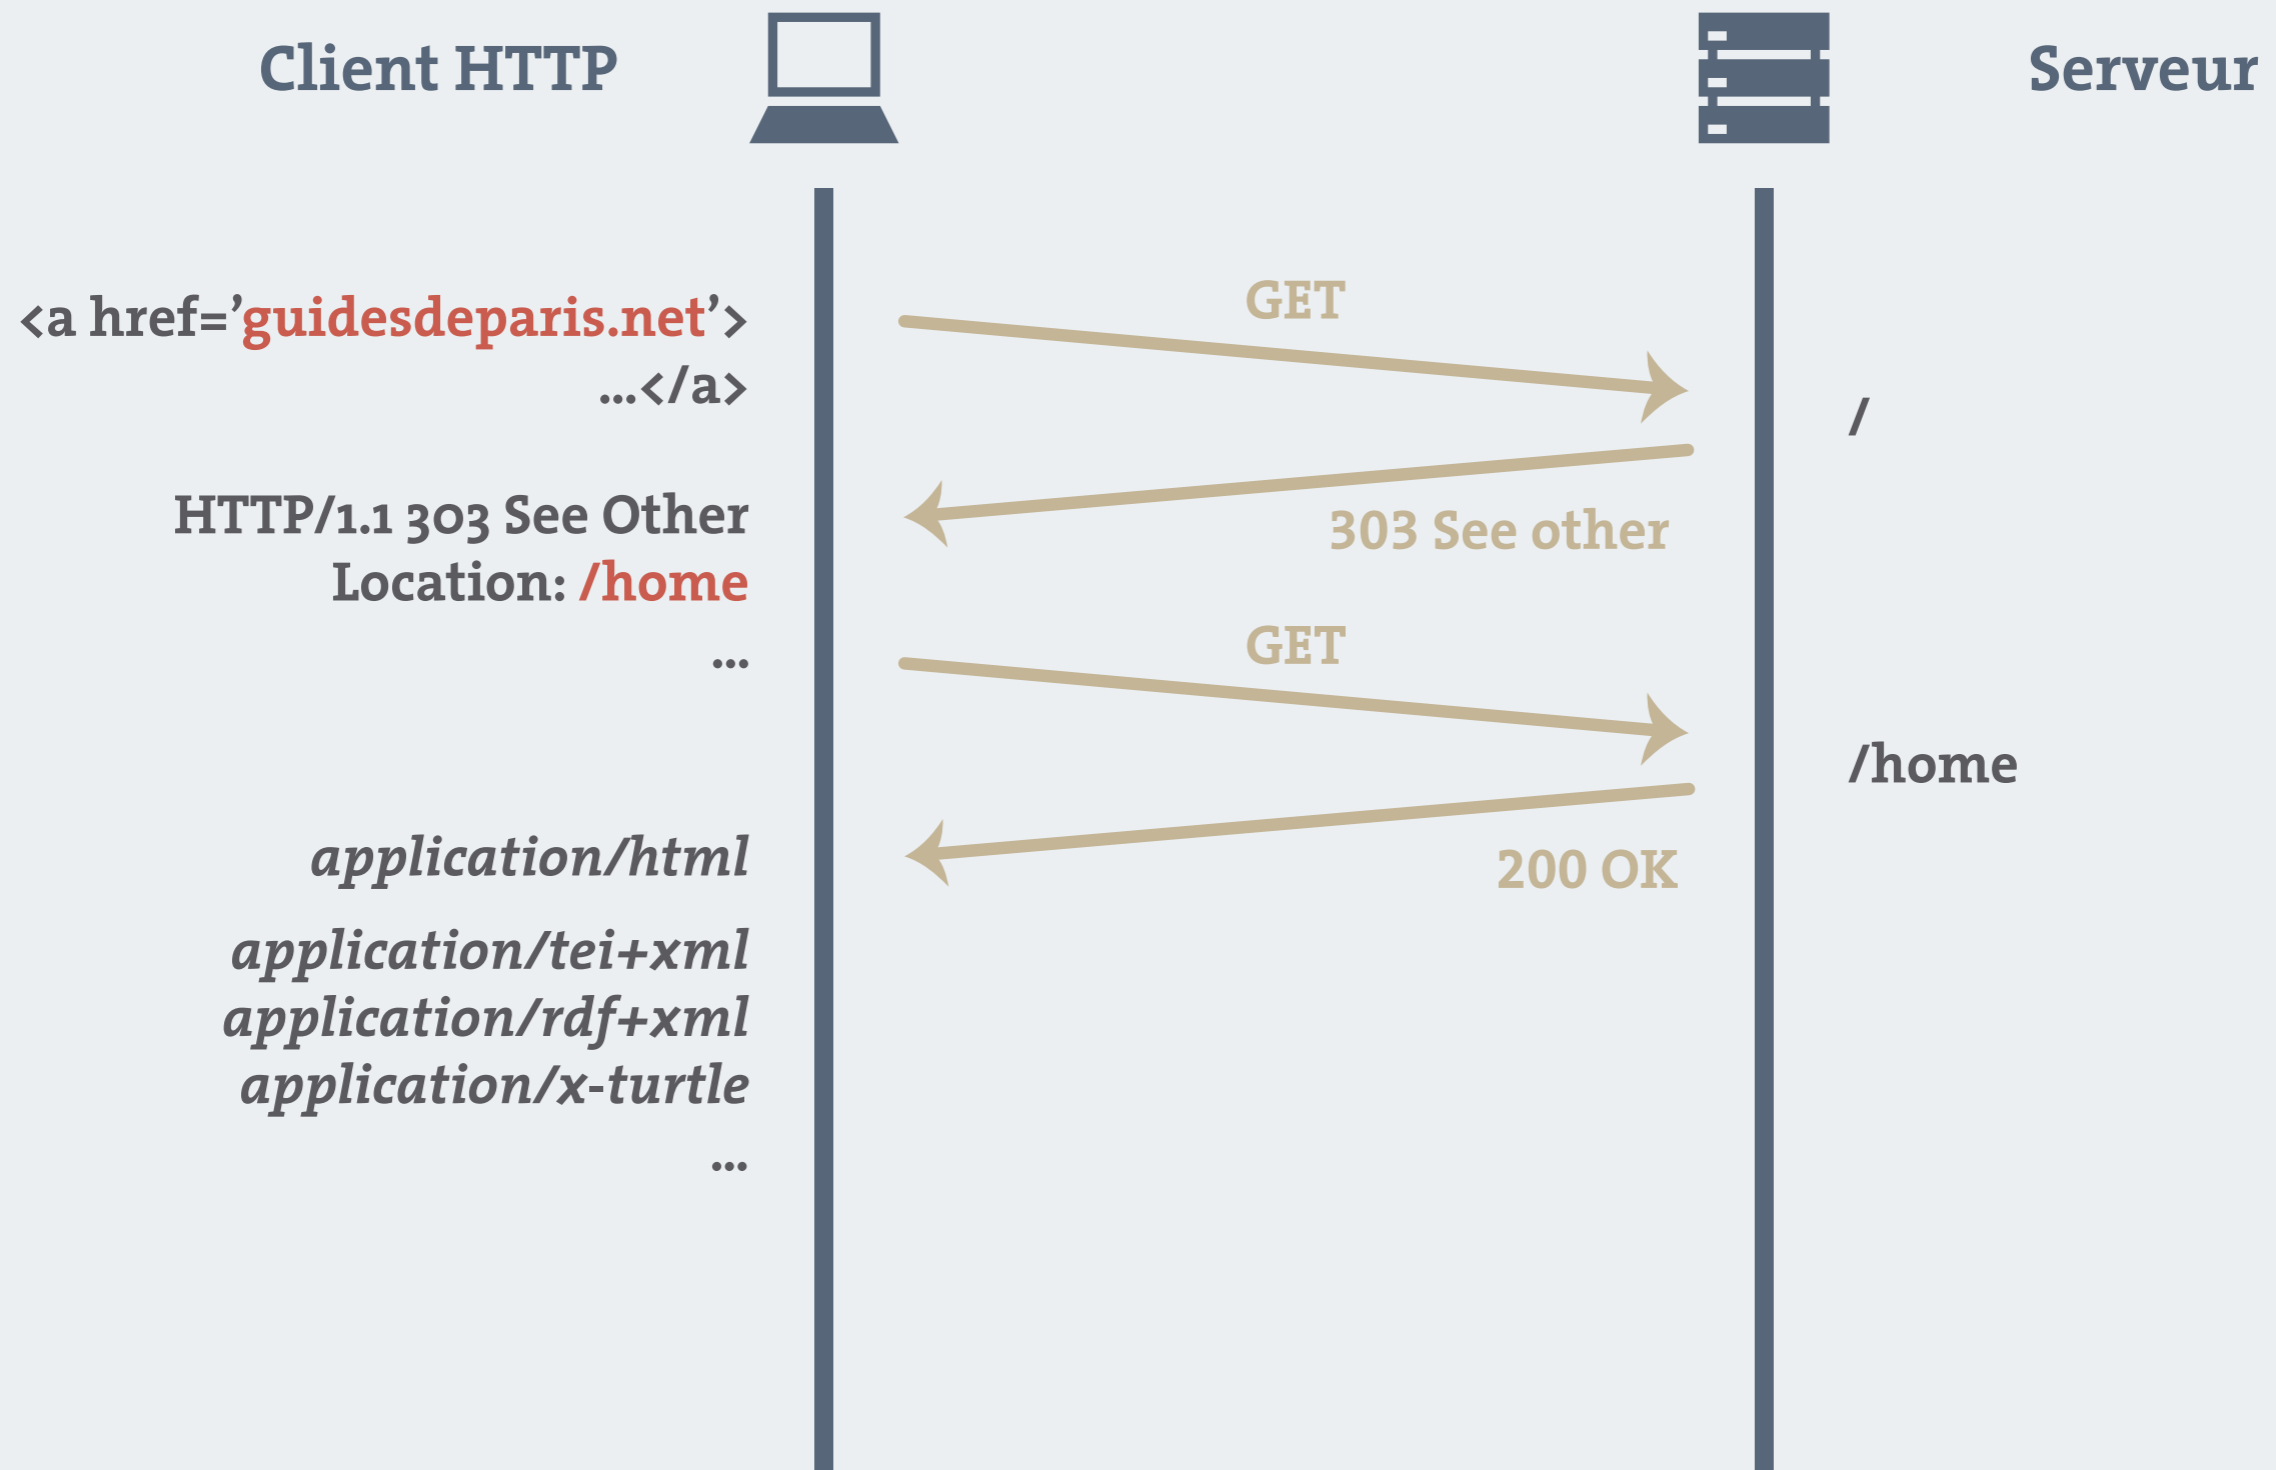 Client HTTP
Serveur
<a href=’guidesdeparis.net’>
GET
...</a>
/
HTTP/1.1 303 See Other
303 See other
Location: /home
...
GET
/home
application/html
200 OK
application/tei+xml
application/rdf+xml
application/x-turtle
...